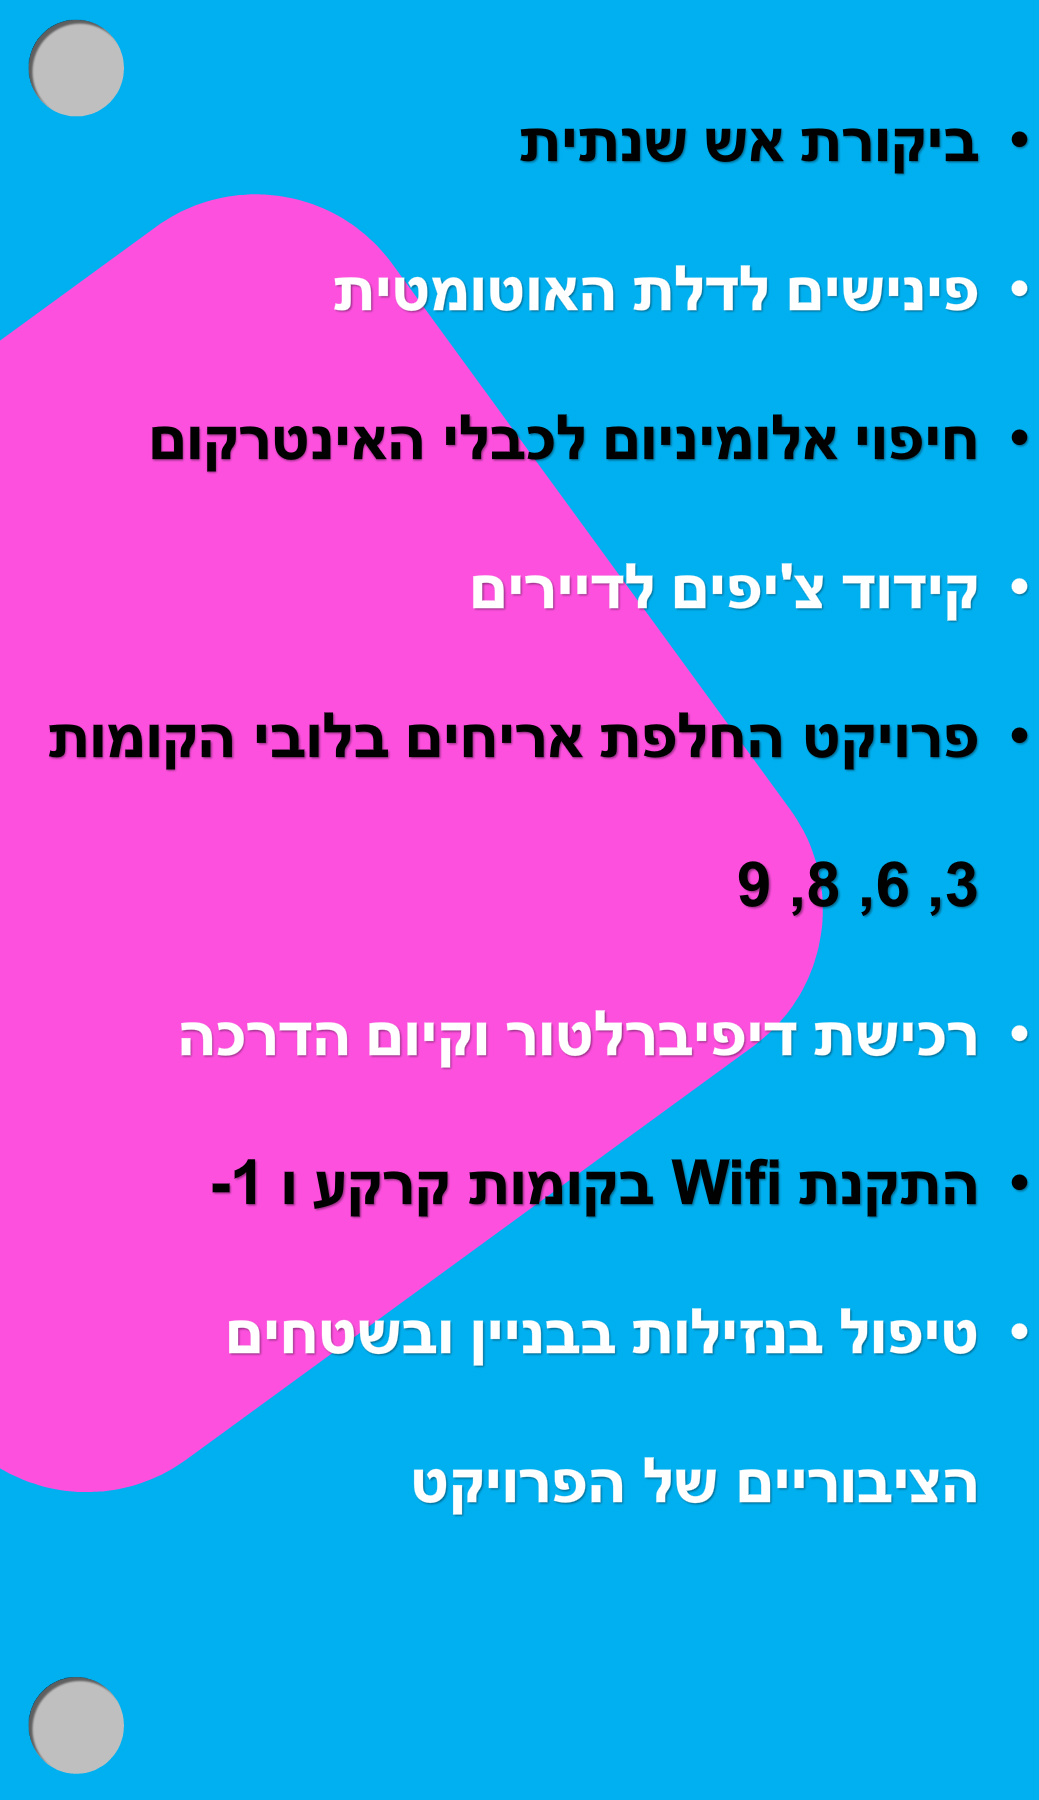 • ביקורת אש שנתית
• פינישים לדלת האוטומטית
• חיפוי אלומיניום לכבלי האינטרקום
• קידוד צ'יפים לדיירים
• פרויקט החלפת אריחים בלובי הקומות
3, 6, 8, 9
• רכישת דיפיברלטור וקיום הדרכה
• התקנת Wifi בקומות קרקע ו 1-
• טיפול בנזילות בבניין ובשטחים
הציבוריים של הפרויקט